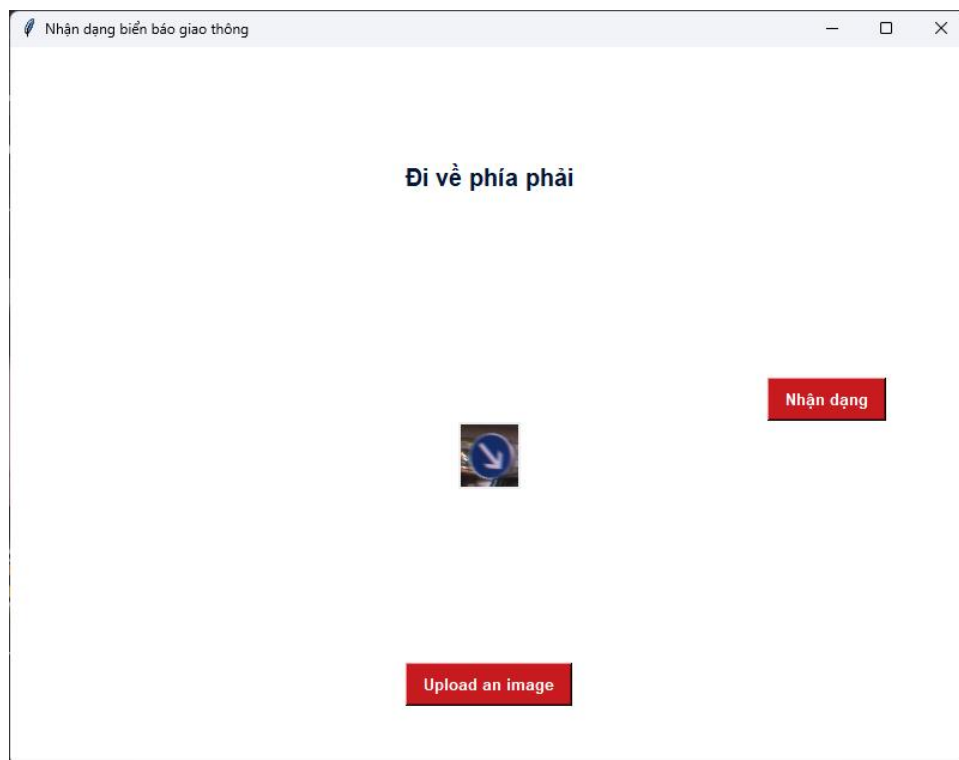 Nhận dạng biển báo giao thông
Đi về phía phải
Nhận dạng
Upload an image